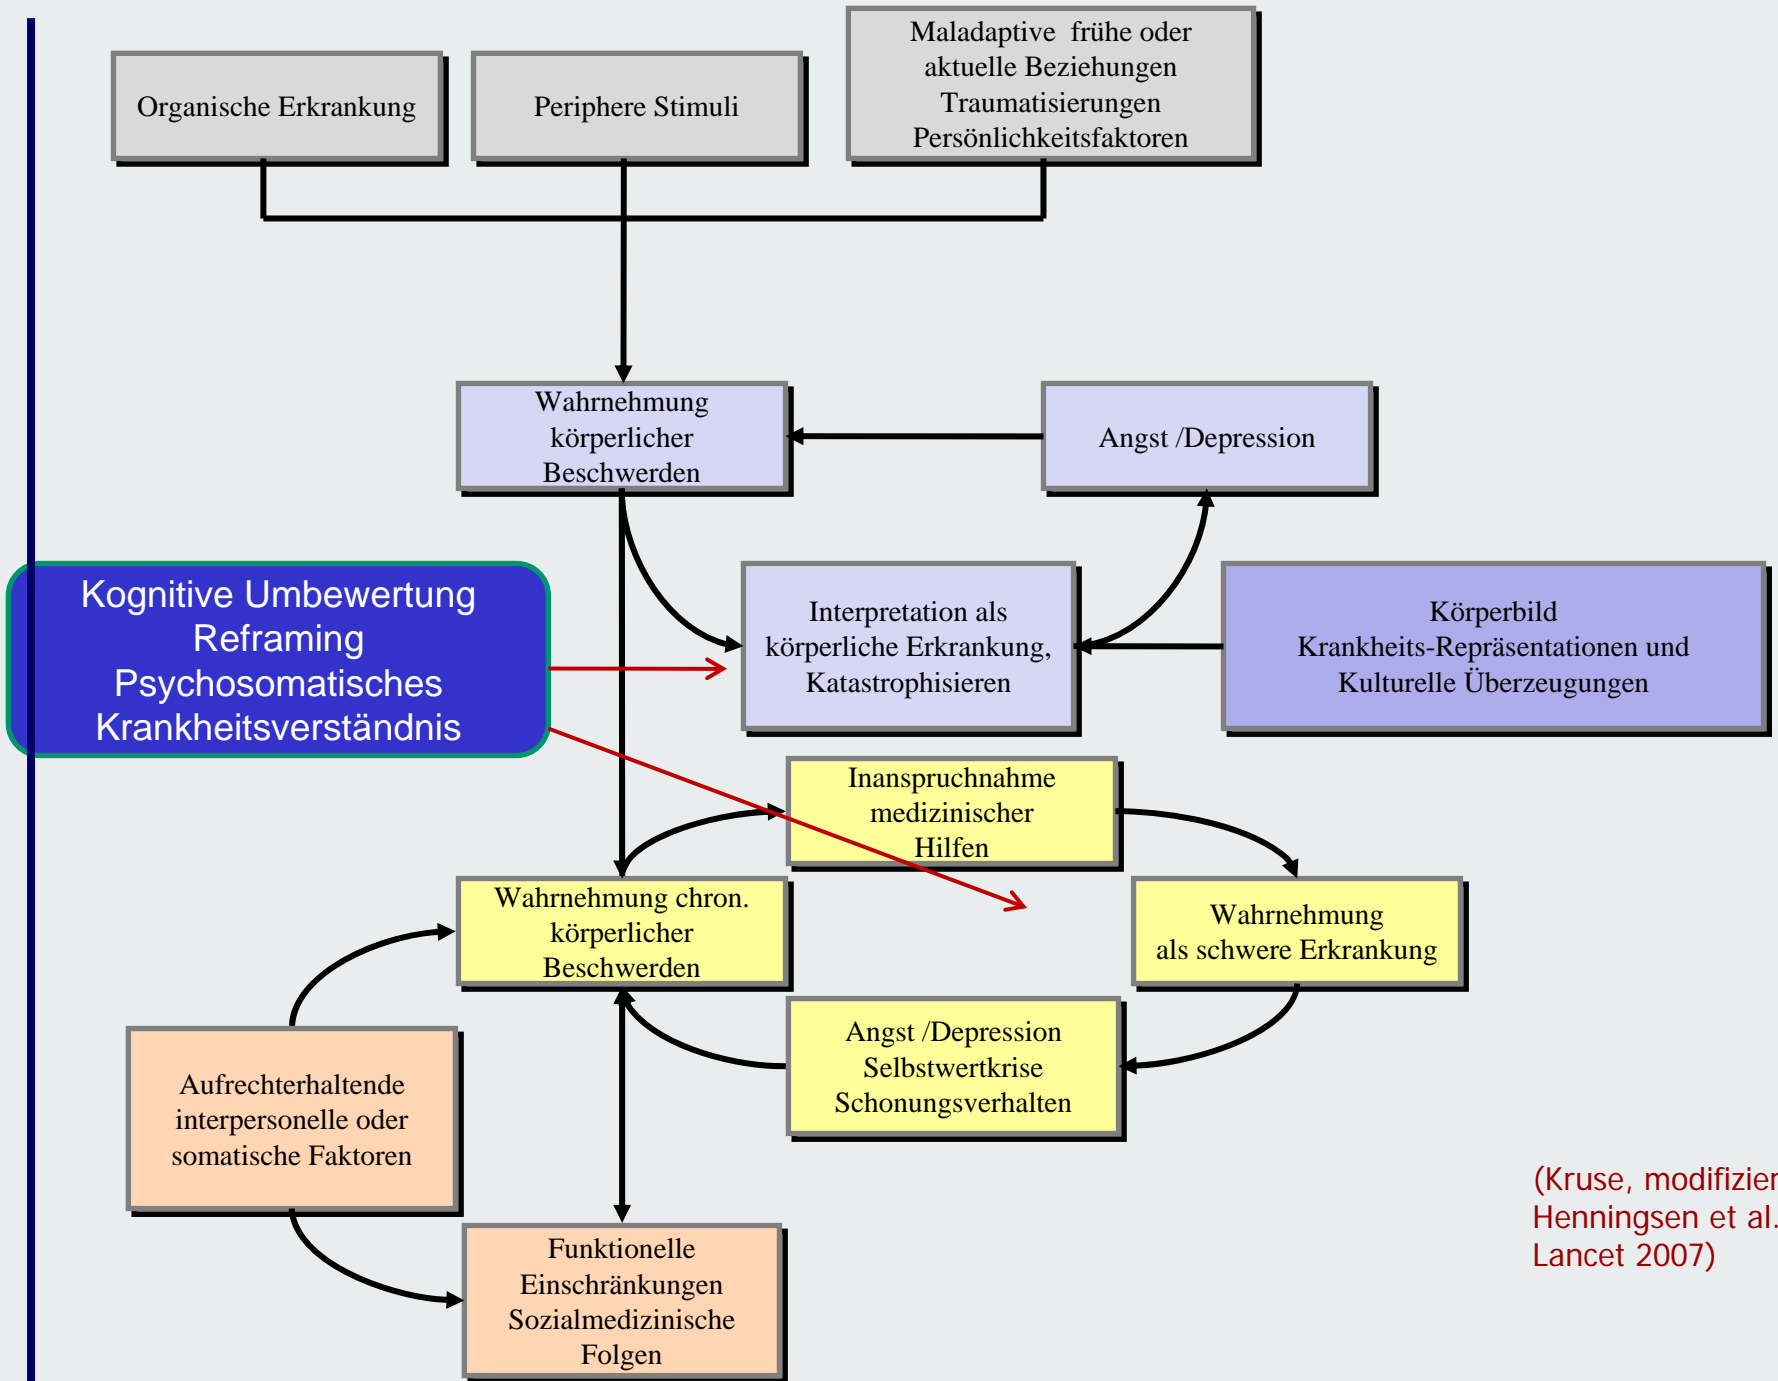 Organische Erkrankung
Periphere Stimuli
Maladaptive frühe oder
aktuelle Beziehungen
Traumatisierungen
Persönlichkeitsfaktoren
Wahrnehmung
körperlicher
Beschwerden
Angst /Depression
Kognitive Umbewertung
Reframing
Psychosomatisches
Krankheitsverständnis
Interpretation als
körperliche Erkrankung,
Katastrophisieren
Körperbild
Krankheits-Repräsentationen und
Kulturelle Überzeugungen
Inanspruchnahme
medizinischer
Hilfen
Wahrnehmung chron.
körperlicher
Beschwerden
Wahrnehmung
als schwere Erkrankung
Angst /Depression
Selbstwertkrise
Schonungsverhalten
Aufrechterhaltende
interpersonelle oder
somatische Faktoren
Funktionelle
Einschränkungen
Sozialmedizinische
Folgen
(Kruse, modifizier
Henningsen et al.
Lancet 2007)